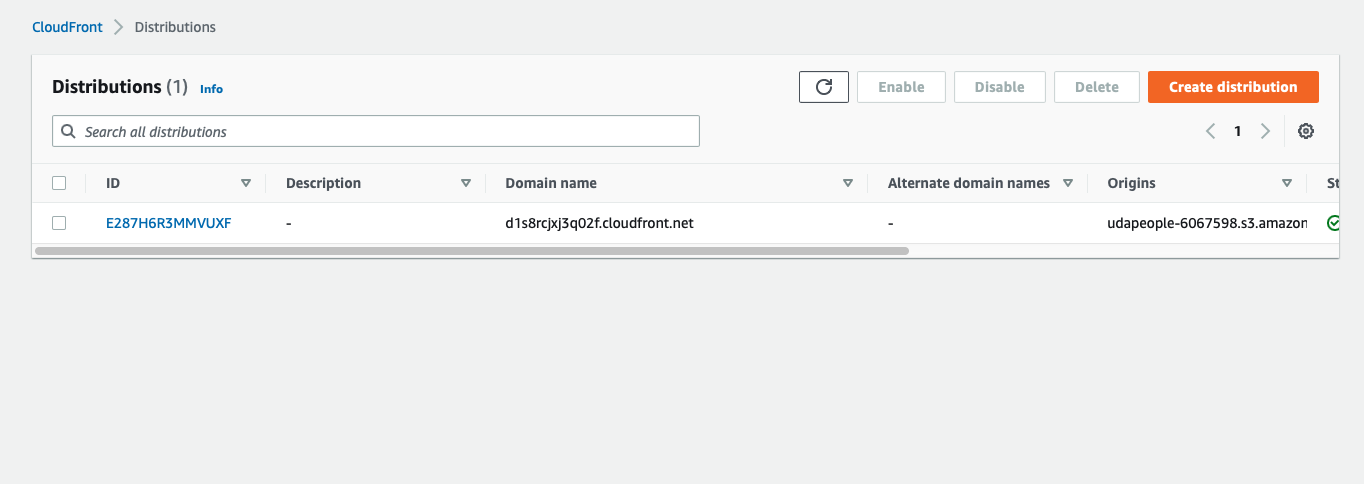 CloudFront Distributions
Distributions (1) Info
Enable Disable Delete Create distribution
Search all distributions
1
ID Description Domain name Alternate domain names Origins St
E287H6R3MMVUXF - d1s8rcjxj3q02f.cloudfront.net - udapeople-6067598.s3.amazon